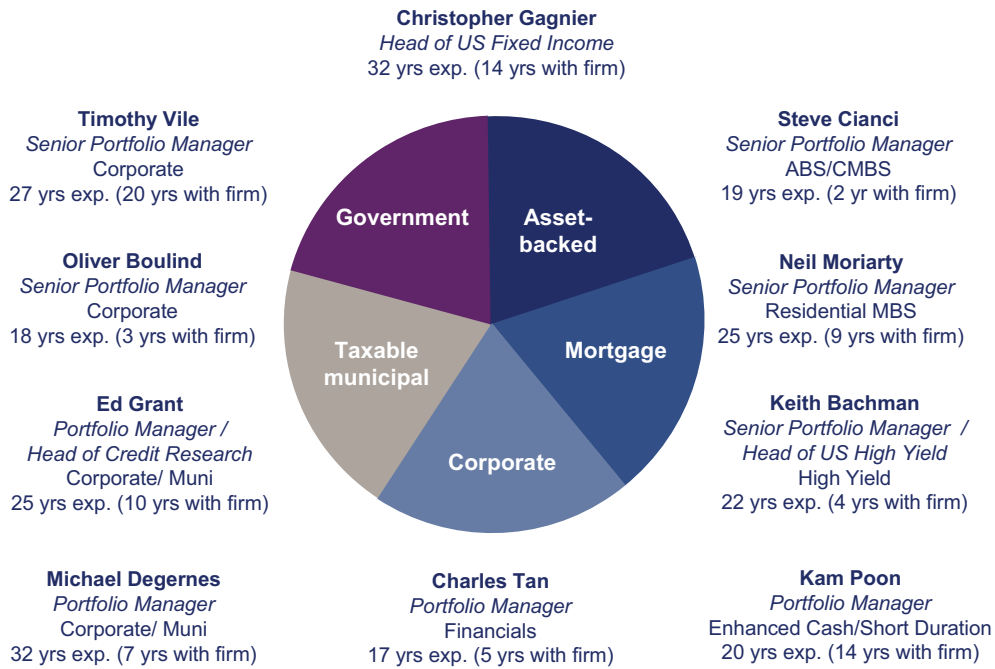 Christopher Gagnier
Head of US Fixed Income
32 yrs exp. (14 yrs with firm)
Timothy Vile
Senior Portfolio Manager
Corporate
27 yrs exp. (20 yrs with firm)
Steve Cianci
Senior Portfolio Manager
ABS/CMBS
19 yrs exp. (2 yr with firm)
Government
Asset-
backed
Oliver Boulind
Senior Portfolio Manager
Corporate
18 yrs exp. (3 yrs with firm)
Neil Moriarty
Senior Portfolio Manager
Residential MBS
25 yrs exp. (9 yrs with firm)
Taxable
municipal
Mortgage
Ed Grant
Portfolio Manager /
Head of Credit Research
Corporate/ Muni
25 yrs exp. (10 yrs with firm)
Corporate
Keith Bachman
Senior Portfolio Manager /
Head of US High Yield
High Yield
22 yrs exp. (4 yrs with firm)
Michael Degernes
Portfolio Manager
Corporate/ Muni
32 yrs exp. (7 yrs with firm)
Charles Tan
Portfolio Manager
Financials
17 yrs exp. (5 yrs with firm)
Kam Poon
Portfolio Manager
Enhanced Cash/Short Duration
20 yrs exp. (14 yrs with firm)